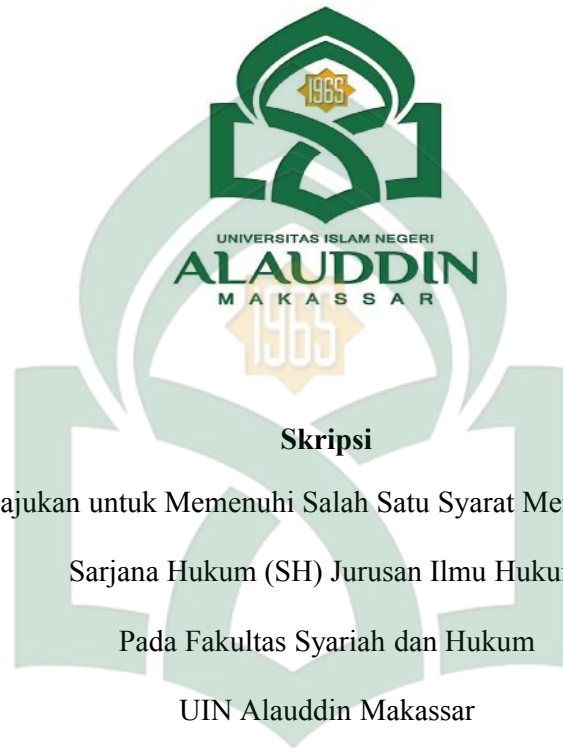 1965
UNIVERSITAS ISLAM NEGERI
ALAUDDIN
MAKASSAR
1965
Skripsi
ajukan untuk Memenuhi Salah Satu Syarat Me
Sarjana Hukum (SH) Jurusan Ilmu Huku
Pada Fakultas Syariah dan Hukum
UIN Alauddin Makassar